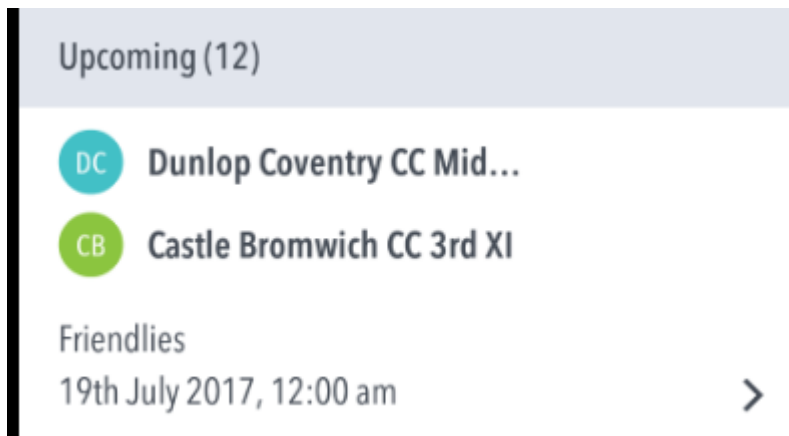 Upcoming (12)
DC Dunlop Coventry CC Mid...
CB Castle Bromwich CC 3rd XI
Friendlies
19th July 2017, 12:00 am